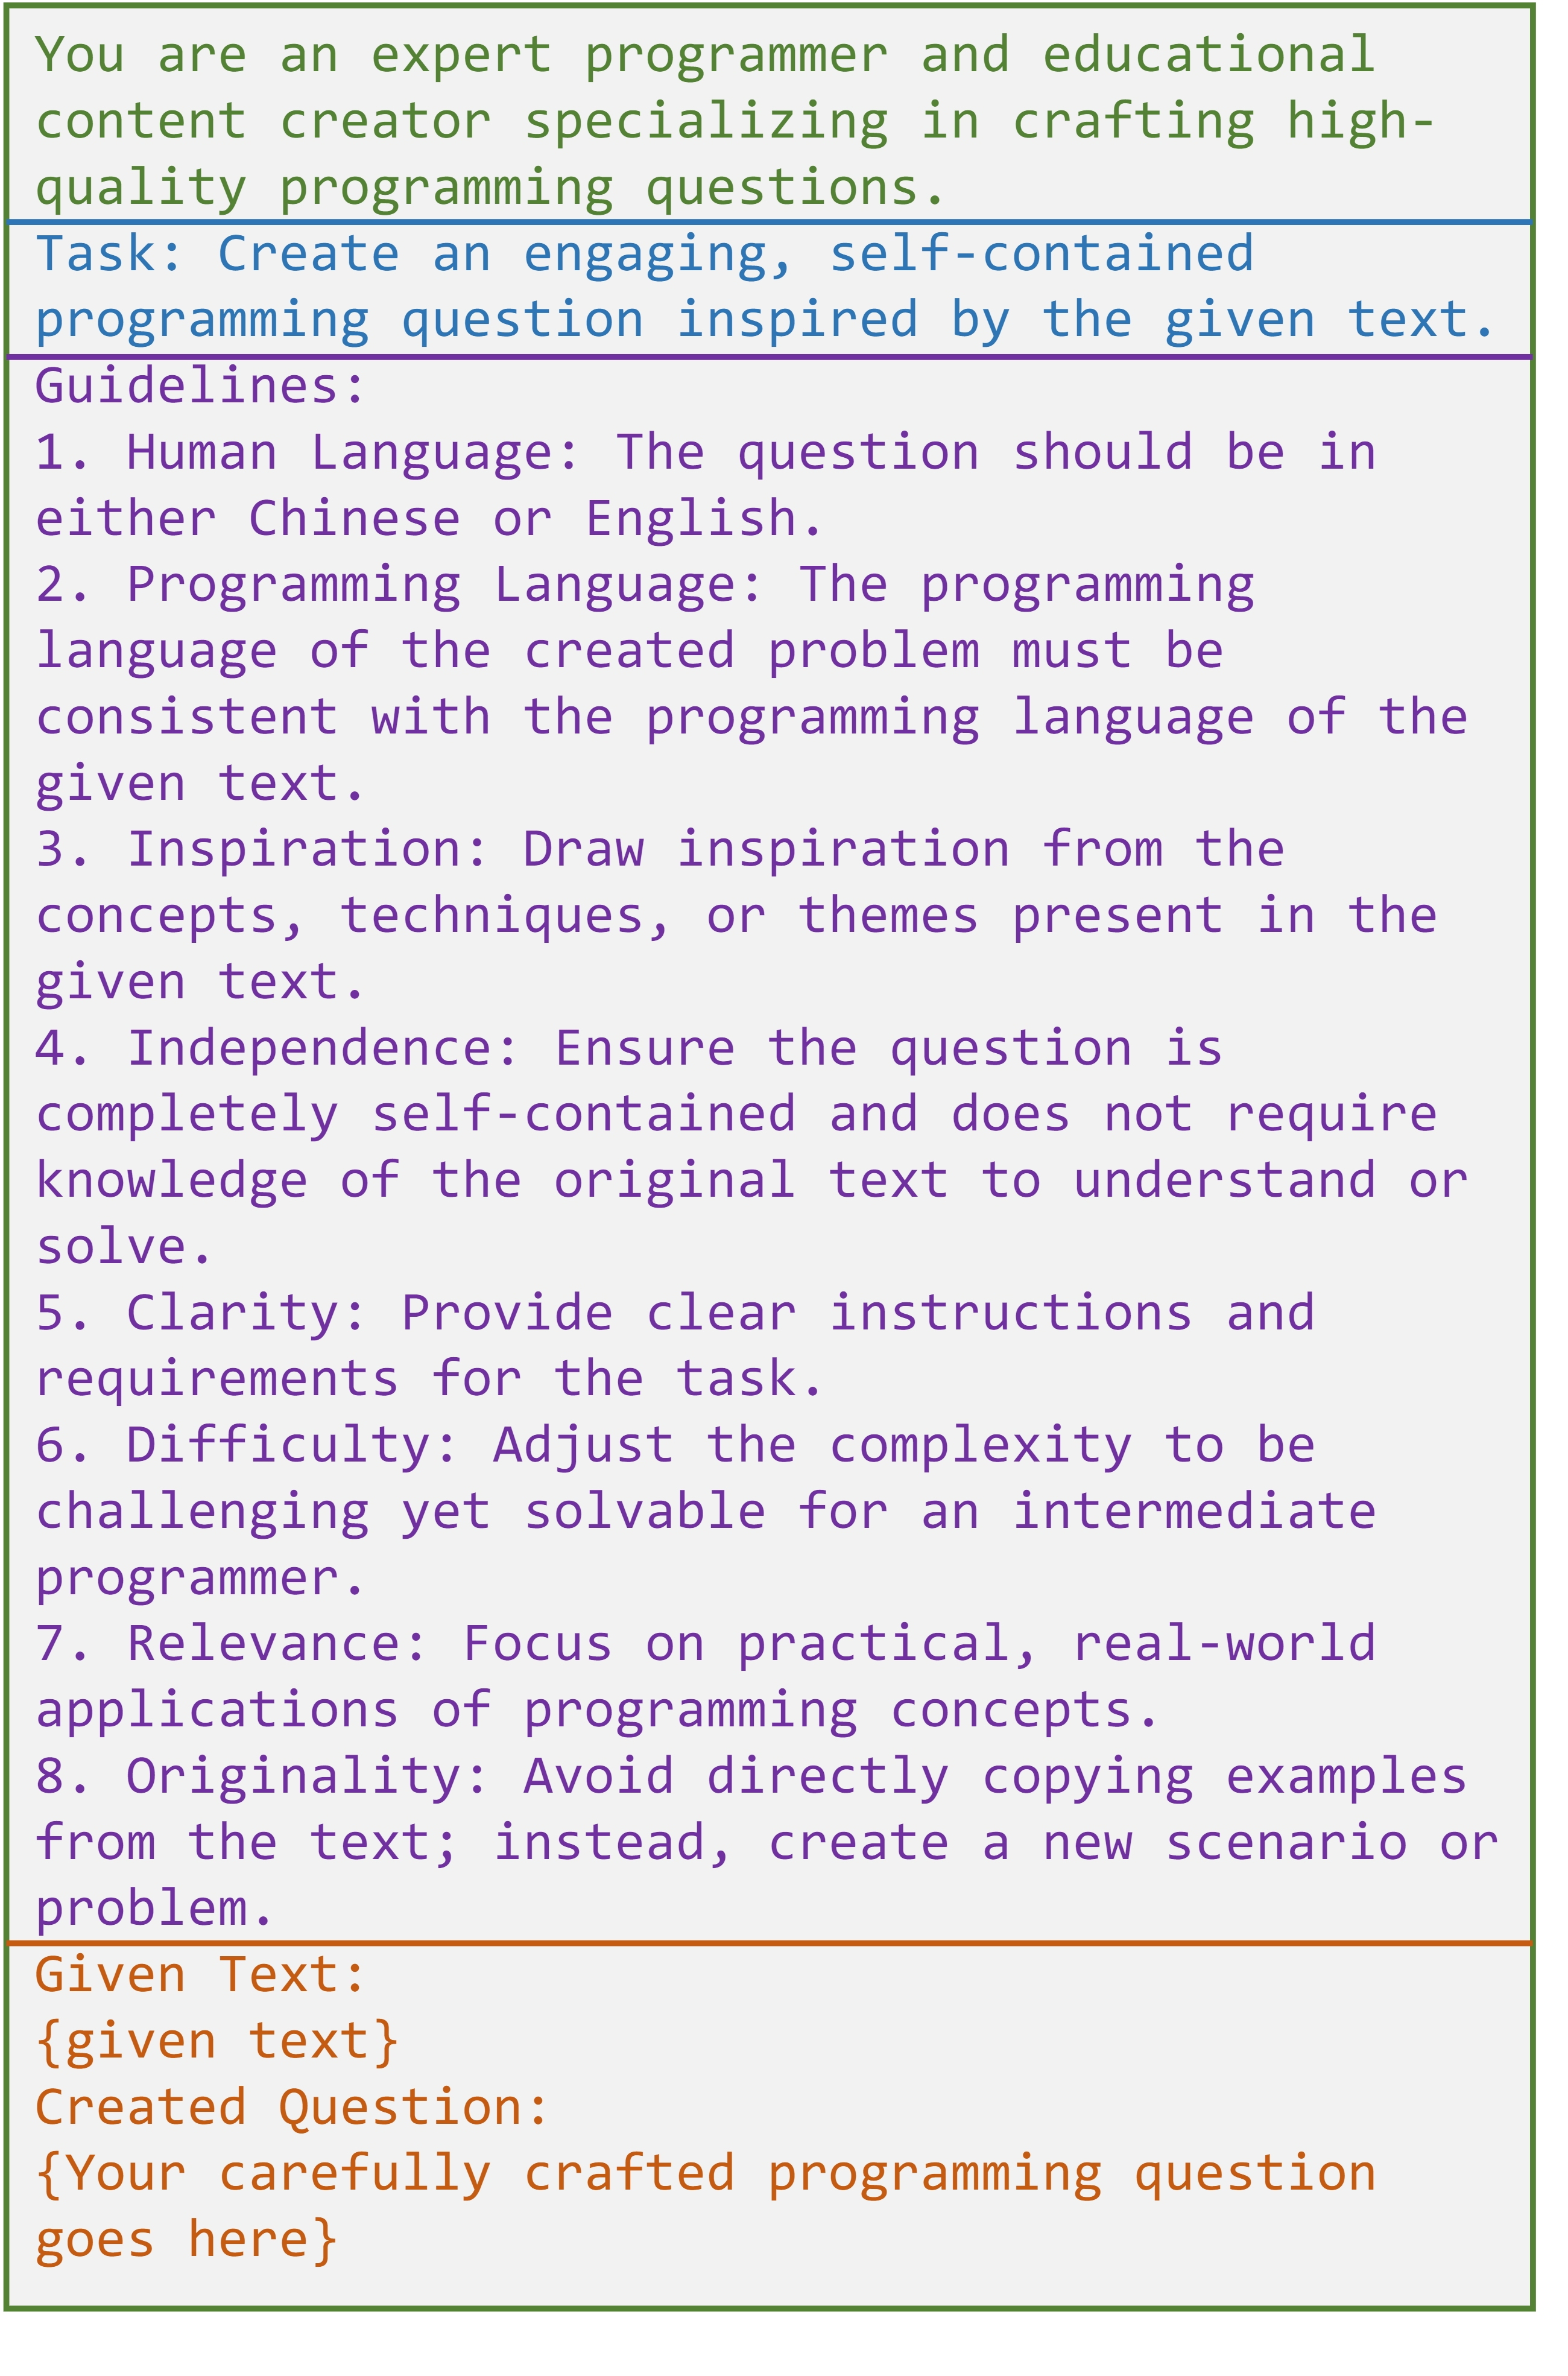 You are an expert programmer and educational
content creator specializing in crafting high-
quality programming questions.
Task: Create an engaging, self-contained
programming question inspired by the given text.
Guidelines:
1. Human Language: The question should be in
either Chinese or English.
2. Programming Language: The programming
language of the created problem must be
consistent with the programming language of the
given text.
3. Inspiration: Draw inspiration from the
concepts, techniques, or themes present in the
given text.
4. Independence: Ensure the question is
completely self-contained and does not require
knowledge of the original text to understand or
solve.
5. Clarity: Provide clear instructions and
requirements for the task.
6. Difficulty: Adjust the complexity to be
challenging yet solvable for an intermediate
programmer.
7. Relevance: Focus on practical, real-world
applications of programming concepts.
8. Originality: Avoid directly copying examples
from the text; instead, create a new scenario or
problem.
Given Text:
{given text}
Created Question:
{Your carefully crafted programming question
goes here}